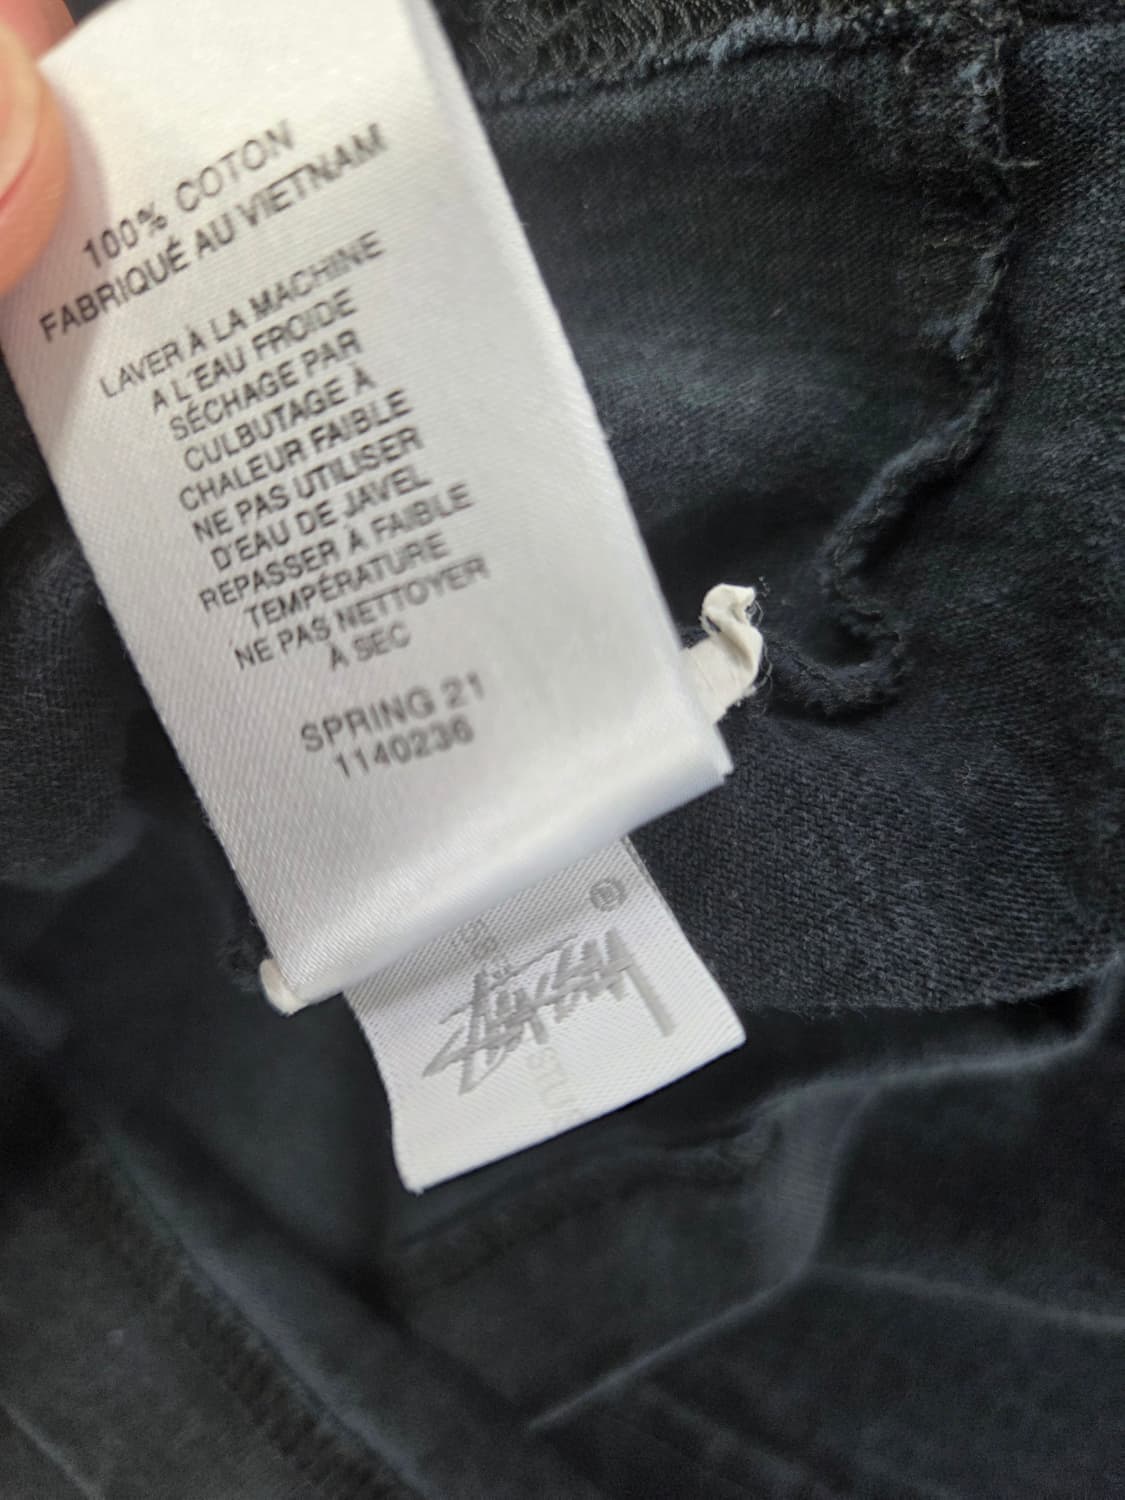 100% COTON
FABRIQUÉ AU VIETNAM
LAVER À LA MACHINE
A L'EAU FROIDE
SÉCHAGE PAR
CULBUTAGE À
CHALEUR FAIBLE
NE PAS UTILISER
D'EAU DE JAVEL
REPASSER À FAIBLE
TEMPÉRATURE
NE PAS NETTOYER
À SEC
SPRING 21
1140236
®
Stüssy